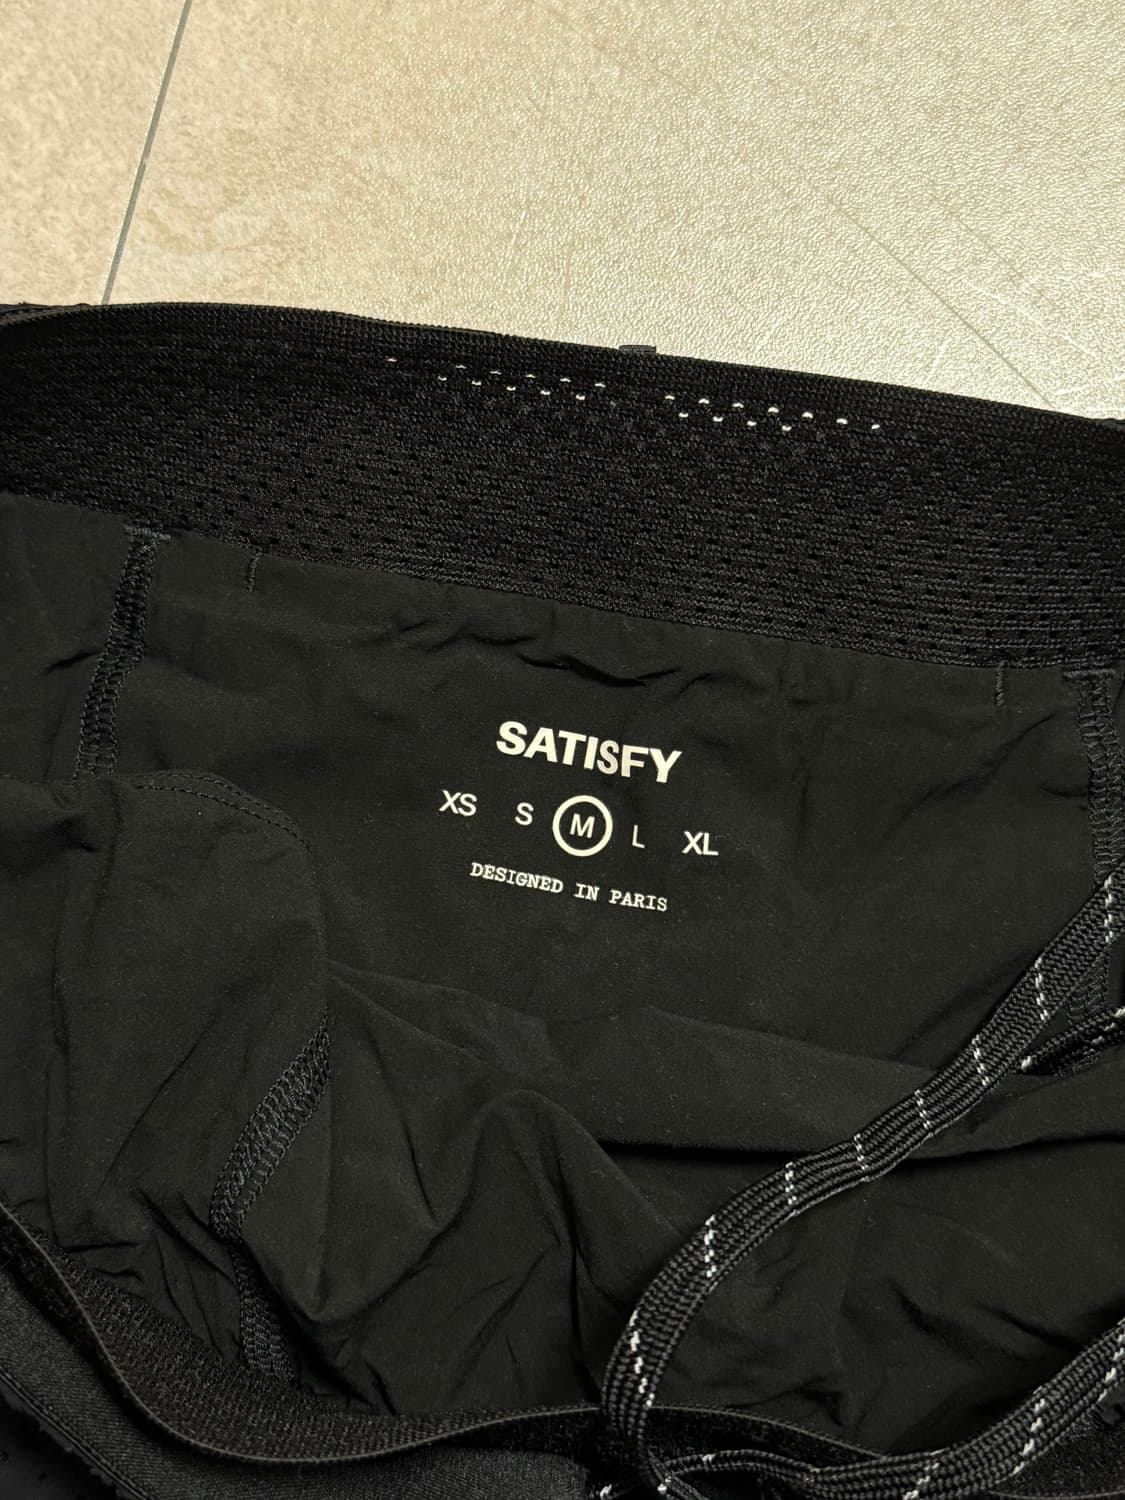 SATISFY
XS S M L XL
DESIGNED IN PARIS